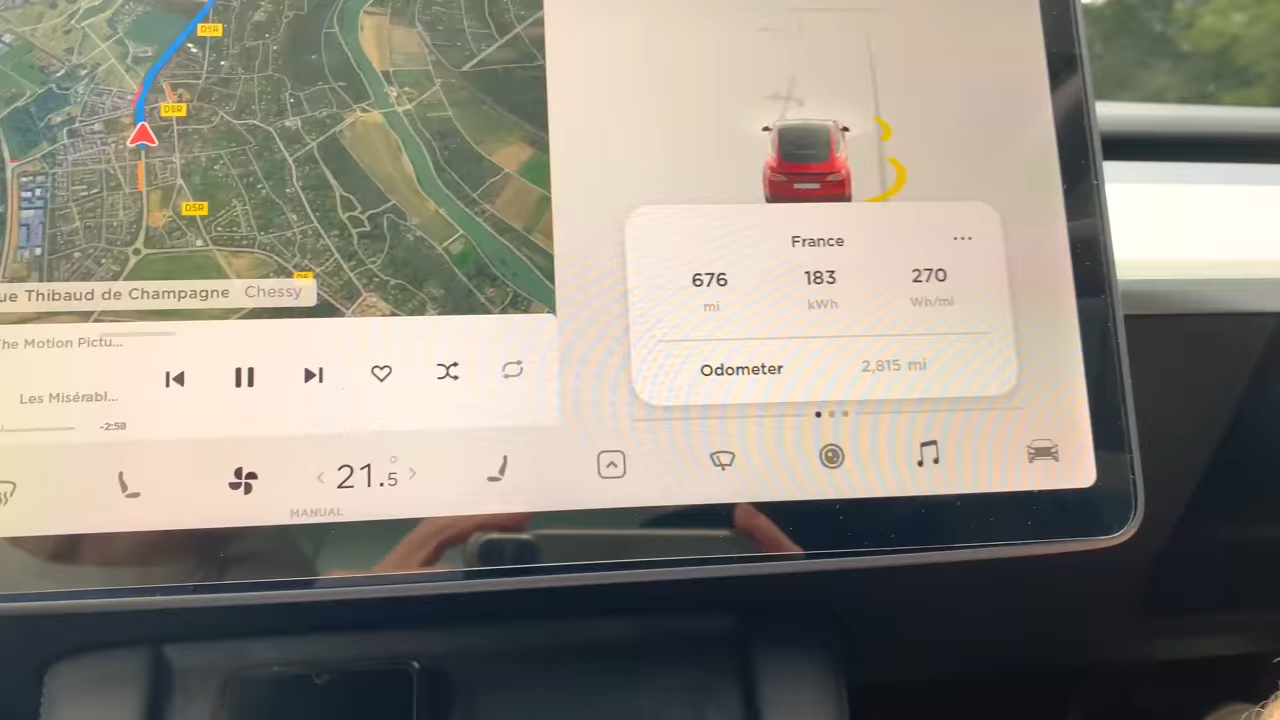 D5R
D5R
D5R
ue Thibaud de Champagne Chessy
The Motion Pictu...
Les Misérabl...
-2:58
21.5°
MANUAL
France
676
183
270
mi
kWh
Wh/mi
Odometer 2,815 mi